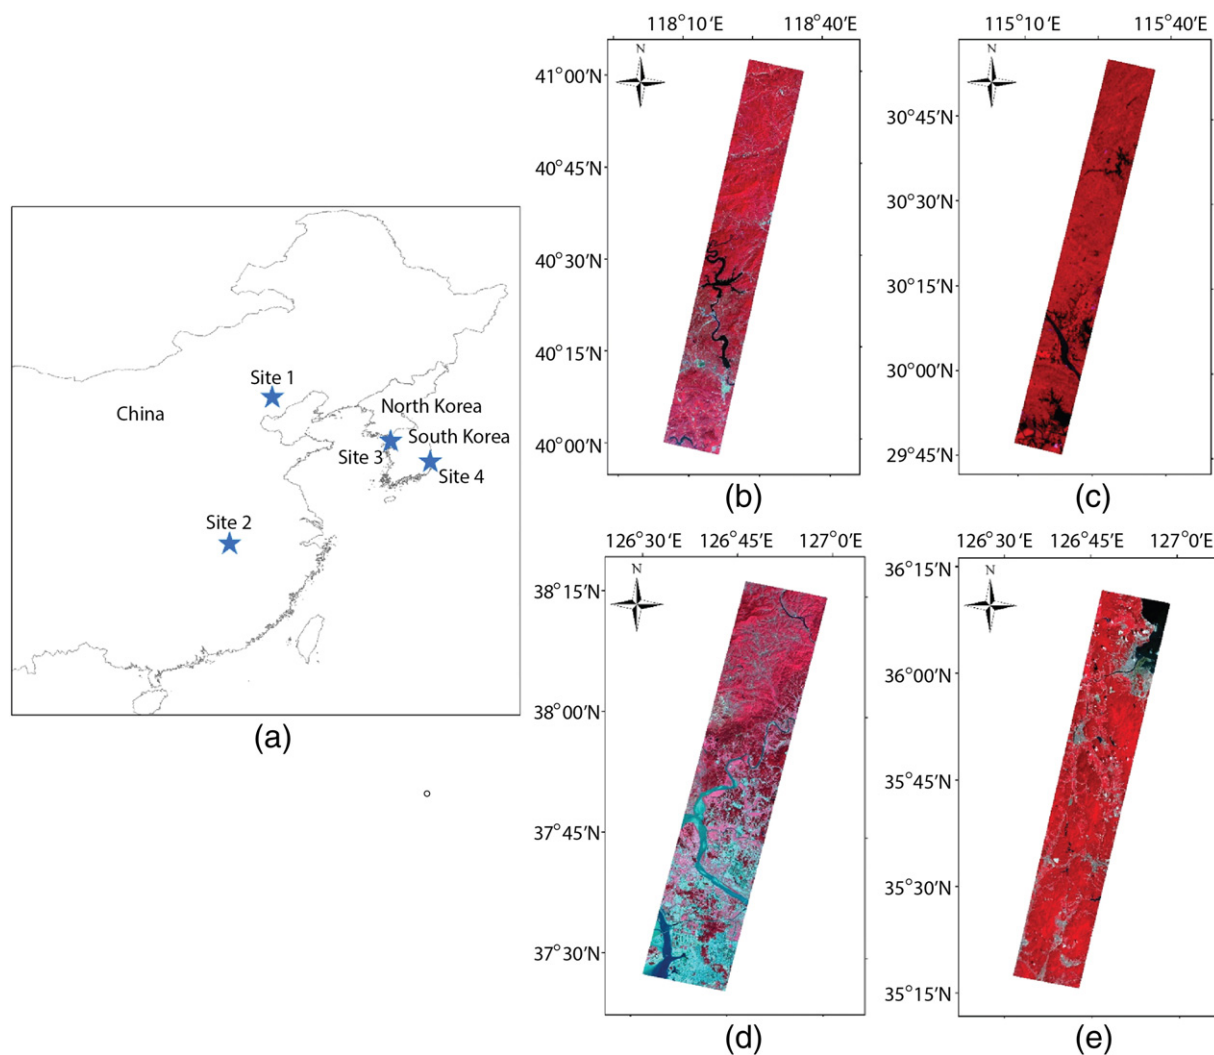 118°10′E 118°40′E
N
41°00′N
40°45′N
40°30′N
40°15′N
40°00′N
(b)
115°10′E 115°40′E
N
30°45′N
30°30′N
30°15′N
30°00′N
29°45′N
(c)
Site 1
China
North Korea
South Korea
Site 3
Site 4
Site 2
(a)
126°30′E 126°45′E 127°0′E
N
38°15′N
38°00′N
37°45′N
37°30′N
(d)
126°30′E 126°45′E 127°0′E
N
36°15′N
36°00′N
35°45′N
35°30′N
35°15′N
(e)